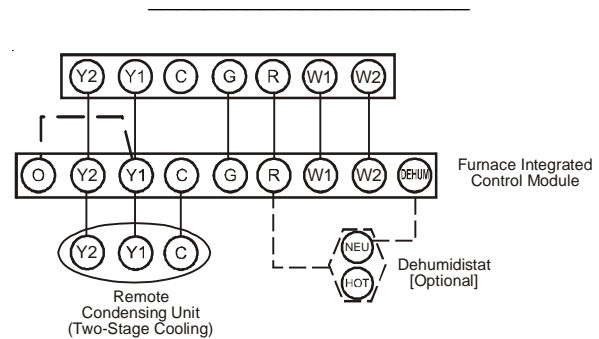 Y2 Y1 C G R W1 W2
O Y2 Y1 C G R W1 W2 DEHUM
Furnace Integrated
Control Module
Y2 Y1 C
NEU
HOT
Dehumidistat
[Optional]
Remote
Condensing Unit
(Two-Stage Cooling)